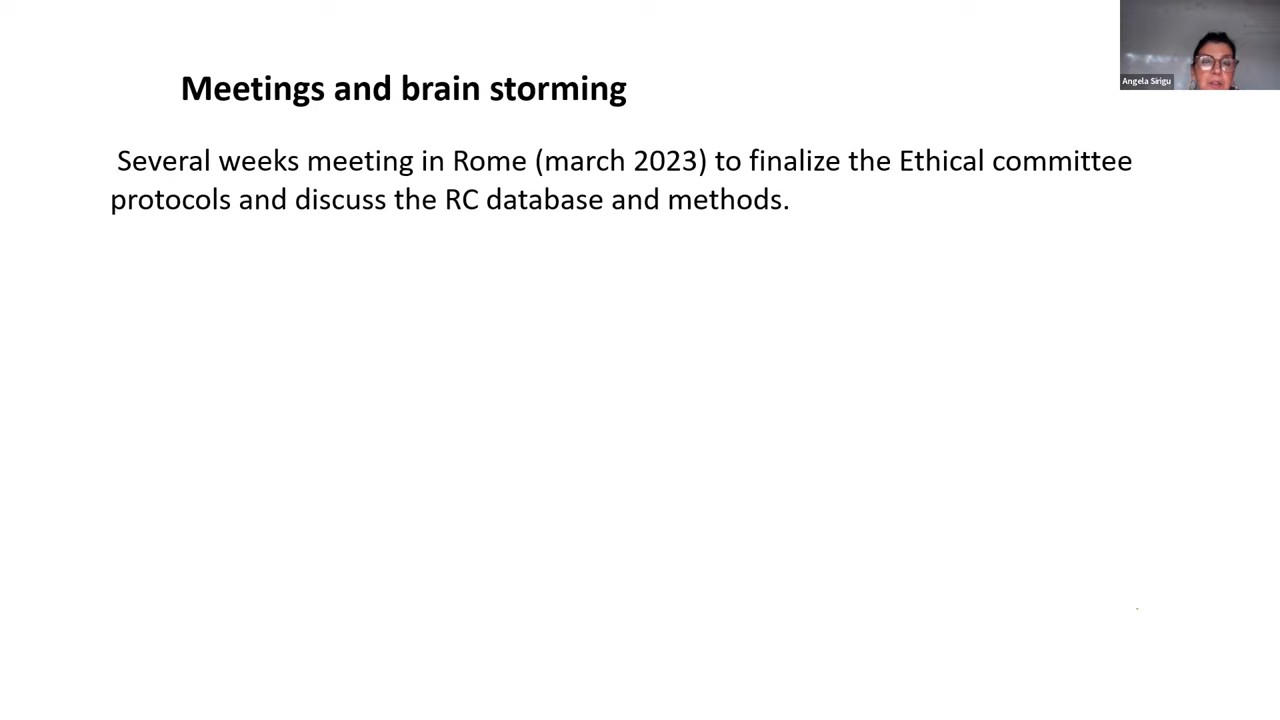 Meetings and brain storming
Angela Sirigu
Several weeks meeting in Rome (march 2023) to finalize the Ethical committee
protocols and discuss the RC database and methods.